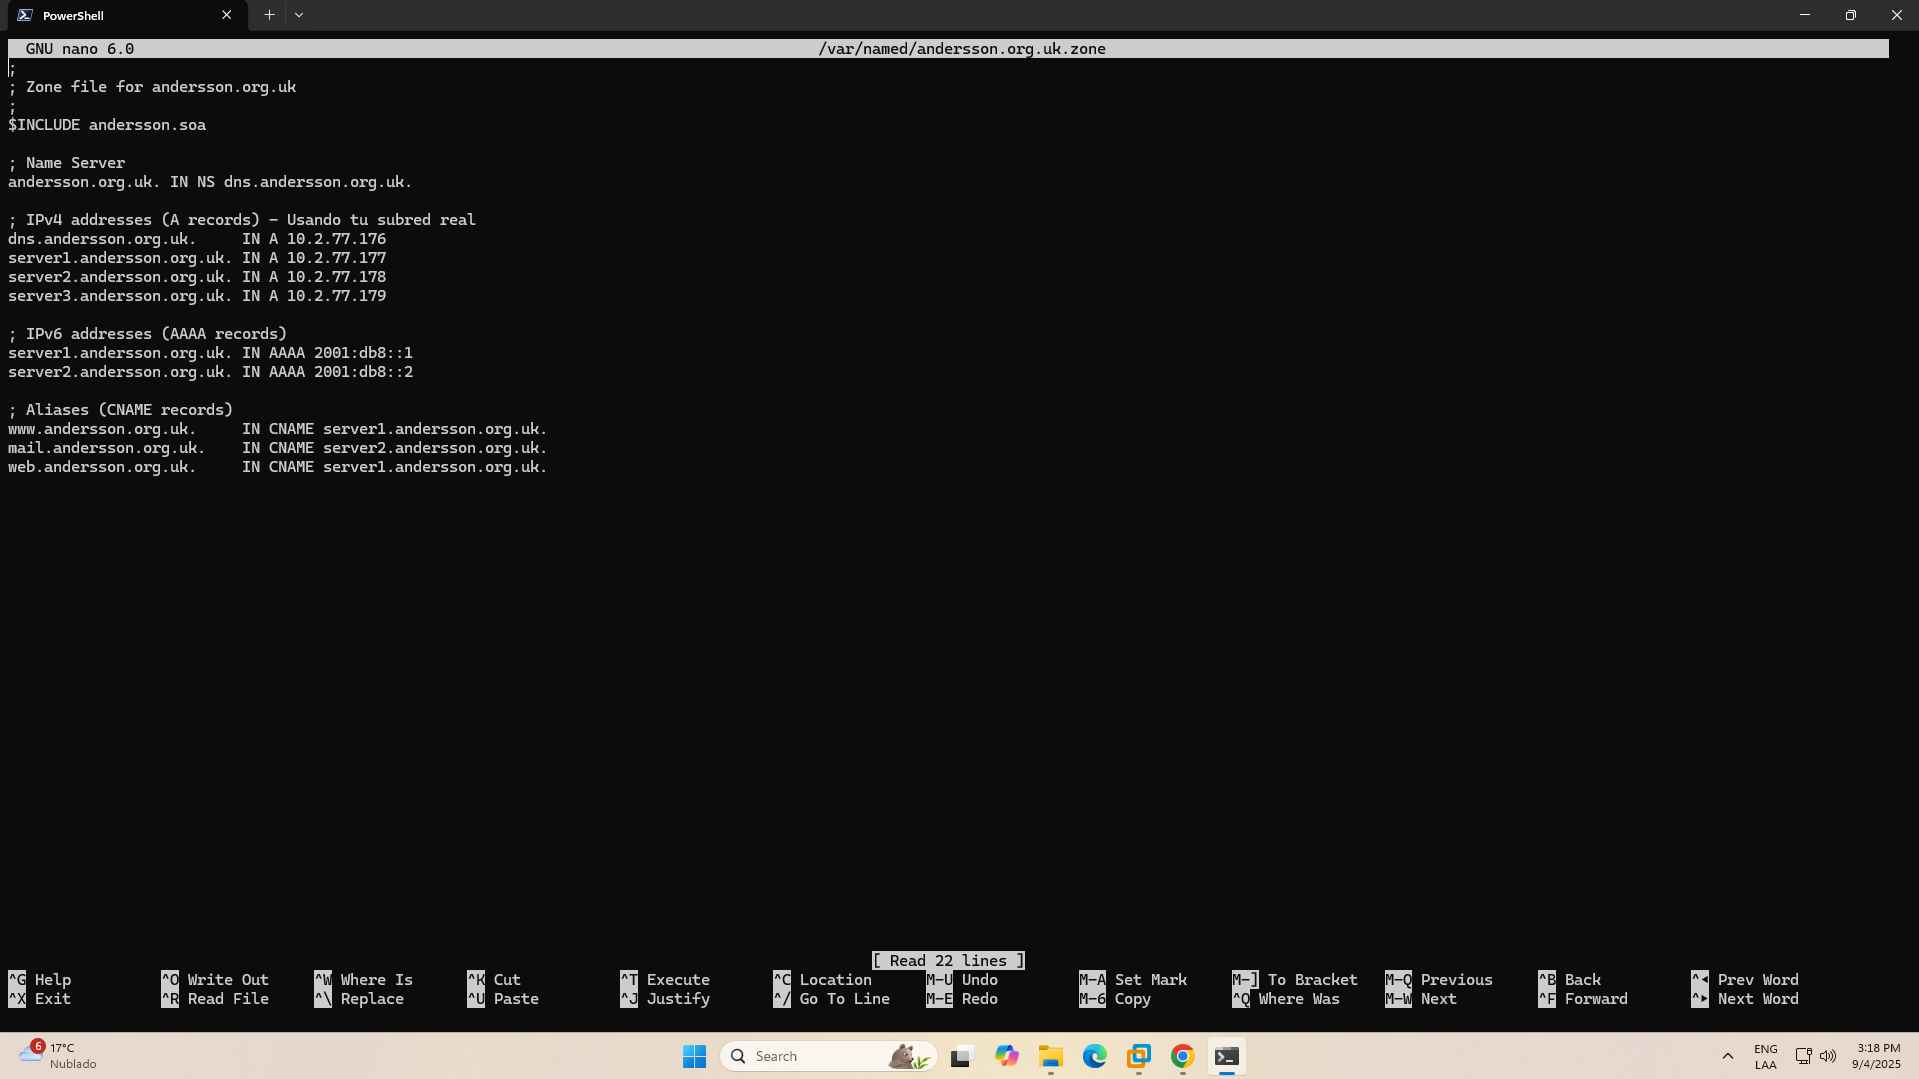 PowerShell
GNU nano 6.0 /var/named/andersson.org.uk.zone
;
; Zone file for andersson.org.uk
;
$INCLUDE andersson.soa
; Name Server
andersson.org.uk. IN NS dns.andersson.org.uk.
; IPv4 addresses (A records) - Usando tu subred real
dns.andersson.org.uk. IN A 10.2.77.176
server1.andersson.org.uk. IN A 10.2.77.177
server2.andersson.org.uk. IN A 10.2.77.178
server3.andersson.org.uk. IN A 10.2.77.179
; IPv6 addresses (AAAA records)
server1.andersson.org.uk. IN AAAA 2001:db8::1
server2.andersson.org.uk. IN AAAA 2001:db8::2
; Aliases (CNAME records)
www.andersson.org.uk. IN CNAME server1.andersson.org.uk.
mail.andersson.org.uk. IN CNAME server2.andersson.org.uk.
web.andersson.org.uk. IN CNAME server1.andersson.org.uk.
[ Read 22 lines ]
^G Help ^O Write Out ^W Where Is ^K Cut ^T Execute ^C Location M-U Undo M-A Set Mark M-] To Bracket M-Q Previous ^B Back ^◂ Prev Word
^X Exit ^R Read File ^\ Replace ^U Paste ^J Justify ^/ Go To Line M-E Redo M-6 Copy ^Q Where Was M-W Next ^F Forward ^▸ Next Word
6
17°C
Nublado
Search
ENG
LAA
3:18 PM
9/4/2025